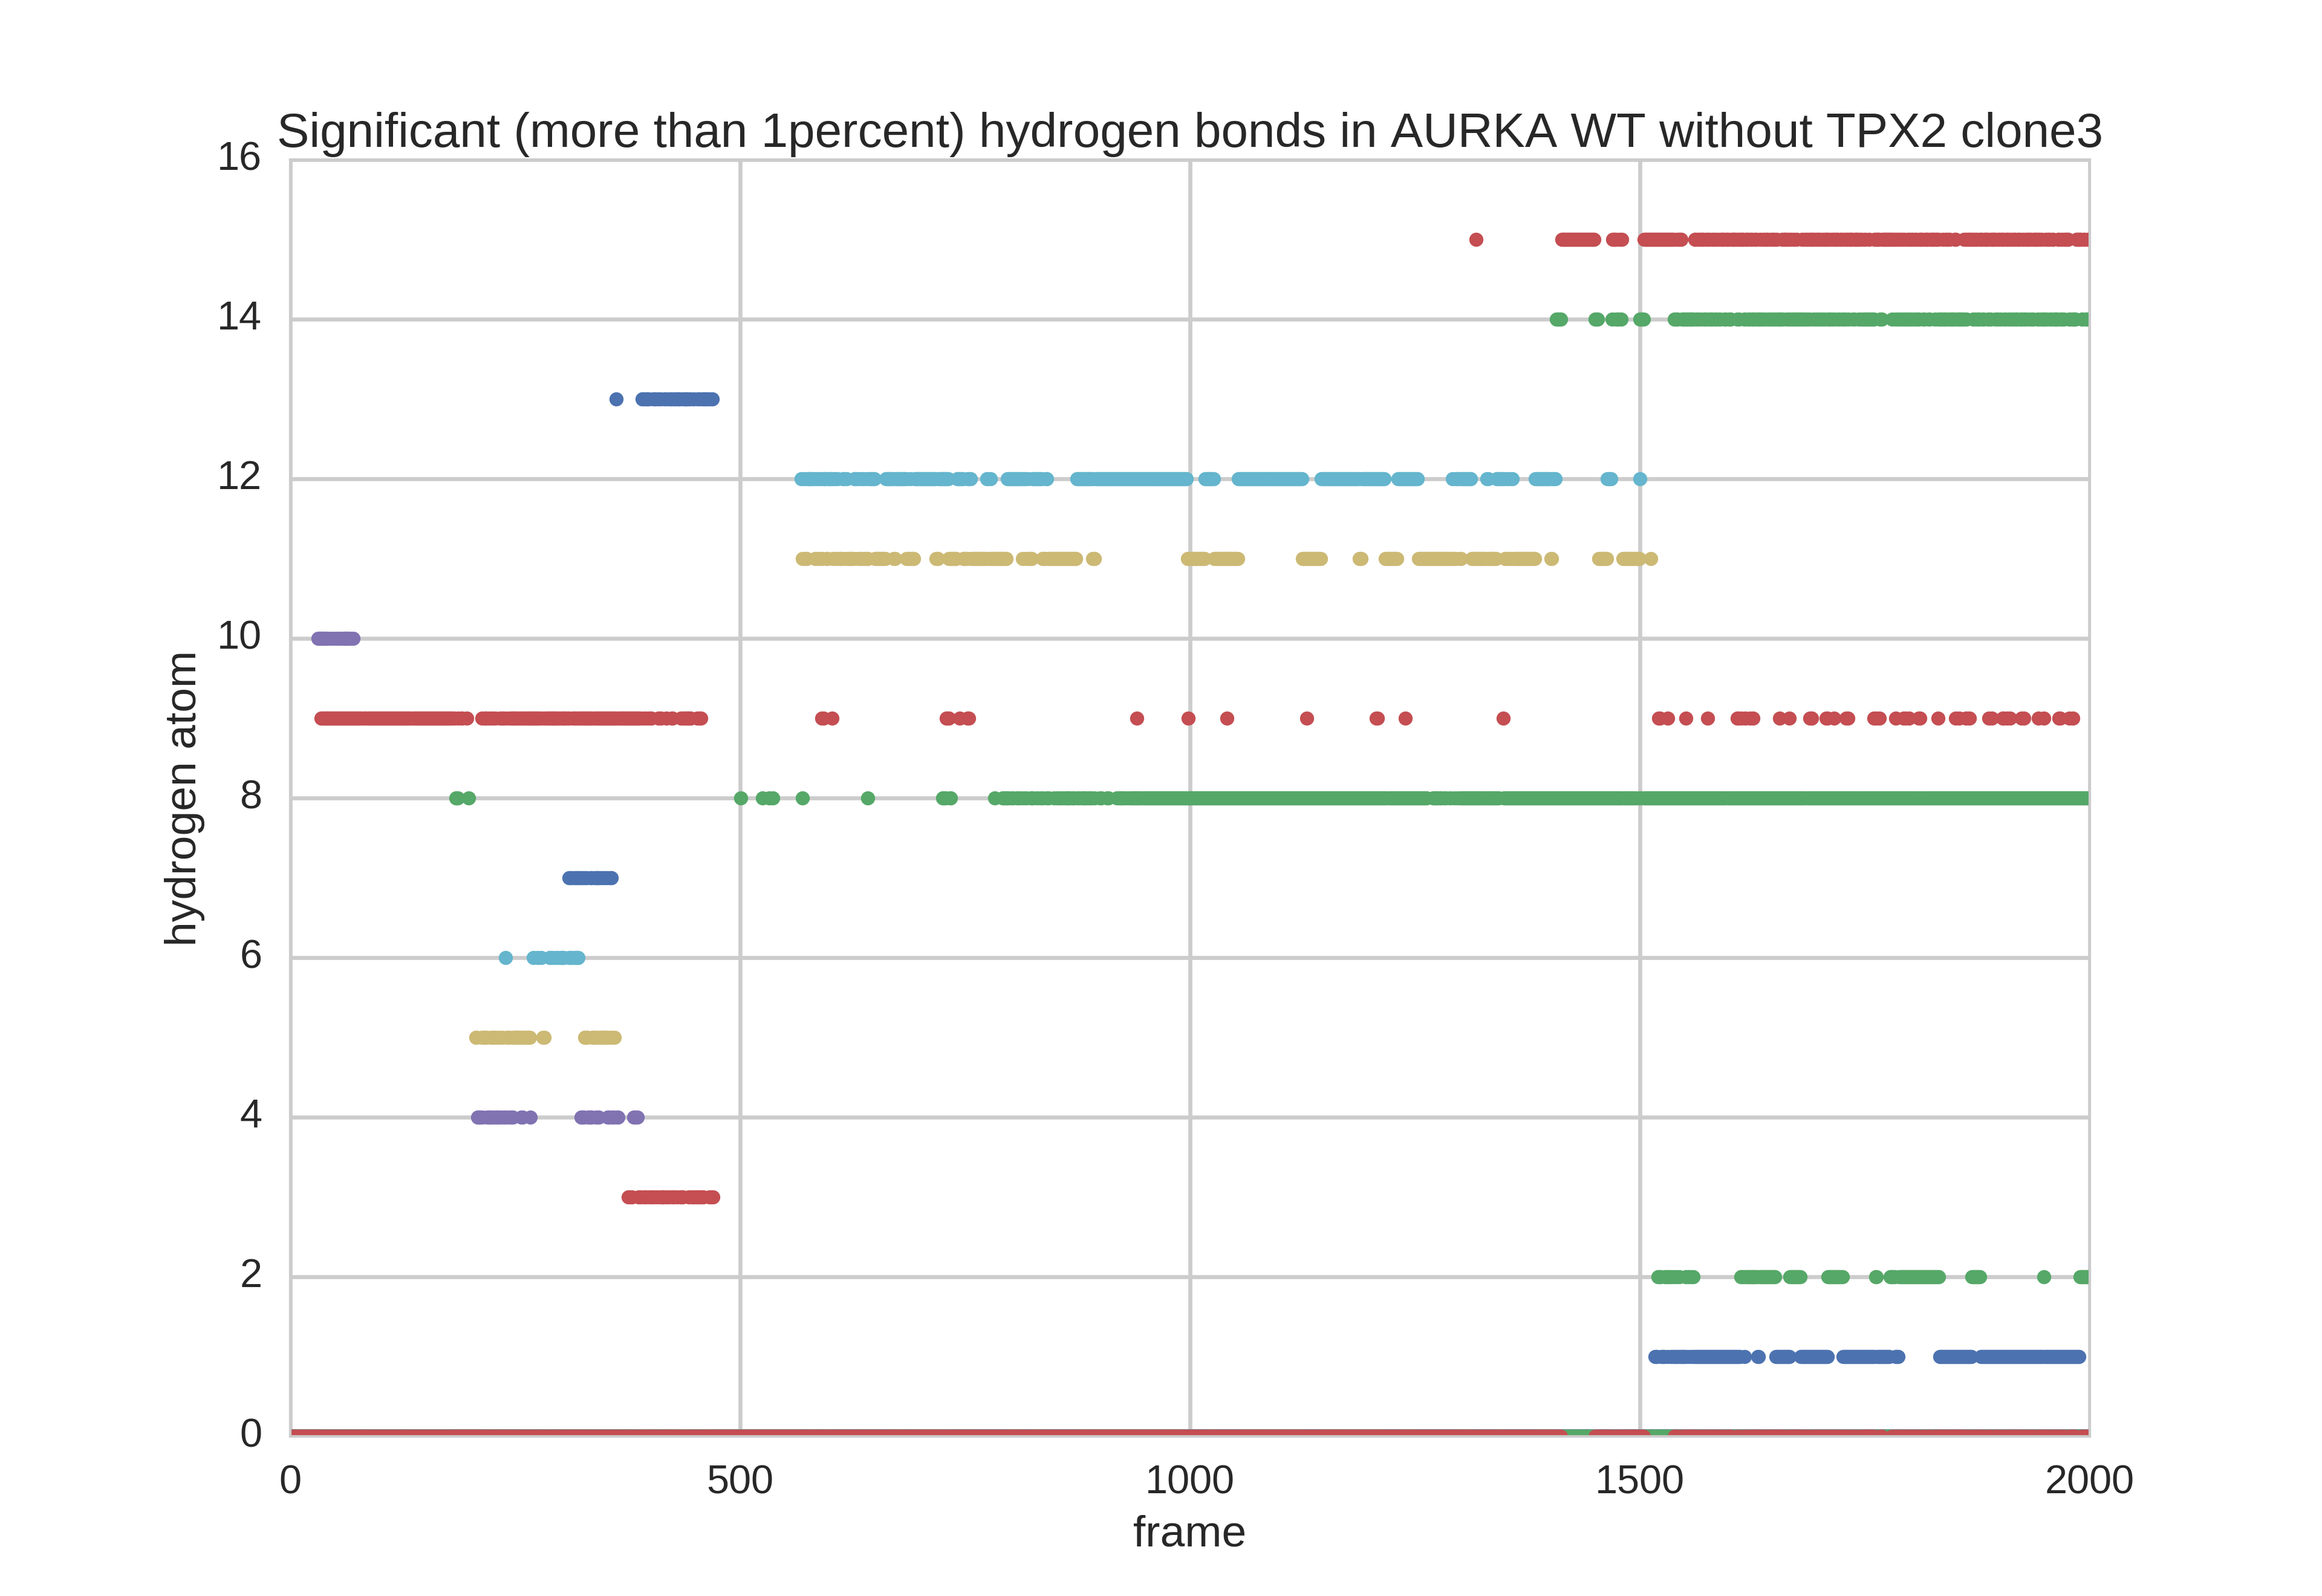 Significant (more than 1percent) hydrogen bonds in AURKA WT without TPX2 clone3
16
14
12
10
8
6
4
2
0
hydrogen atom
0 500 1000 1500 2000
frame